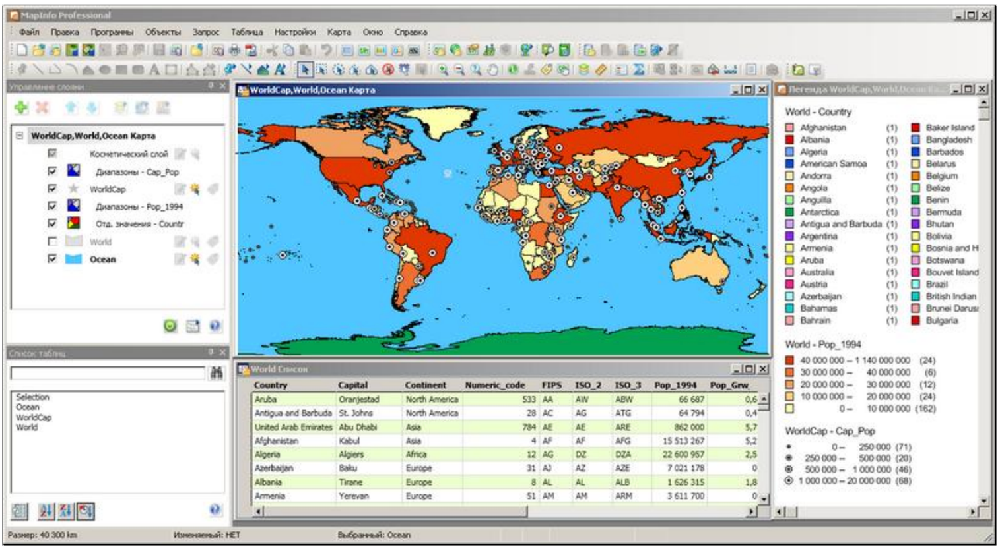 MapInfo Professional
Файл Правка Программы Объекты Запрос Таблица Настройки Карта Окно Справка
Управление слоями
WorldCap,World,Ocean Карта
Косметический слой
Диапазоны - Cap_Pop
WorldCap
Диапазоны - Pop_1994
Отд. значения - Countr
World
Ocean
Список таблиц
Selection
Ocean
WorldCap
World
WorldCap,World,Ocean Карта
World Список
Country Capital Continent Numeric_code FIPS ISO_2 ISO_3 Pop_1994 Pop_Grw_
Aruba Oranjestad North America 533 AA AW ABW 66 687 0,6
Antigua and Barbuda St. Johns North America 28 AC AG ATG 64 794 0,4
United Arab Emirates Abu Dhabi Asia 784 AE AE ARE 862 000 5,7
Afghanistan Kabul Asia 4 AF AF AFG 15 513 267 5,2
Algeria Algiers Africa 12 AG DZ DZA 22 600 957 2,5
Azerbaijan Baku Europe 31 AJ AZ AZE 7 021 178 0
Albania Tirane Europe 8 AL AL ALB 1 626 315 1,8
Armenia Yerevan Europe 51 AM AM ARM 3 611 700 0
Легенда WorldCap,World,Ocean Ка...
World - Country
Afghanistan (1) Baker Island
Albania (1) Bangladesh
Algeria (1) Barbados
American Samoa (1) Belarus
Andorra (1) Belgium
Angola (1) Belize
Anguilla (1) Benin
Antarctica (1) Bermuda
Antigua and Barbuda (1) Bhutan
Argentina (1) Bolivia
Armenia (1) Bosnia and H
Aruba (1) Botswana
Australia (1) Bouvet Island
Austria (1) Brazil
Azerbaijan (1) British Indian
Bahamas (1) Brunei Daruss
Bahrain (1) Bulgaria
World - Pop_1994
40 000 000 – 1 140 000 000 (24)
30 000 000 – 40 000 000 (6)
20 000 000 – 30 000 000 (12)
10 000 000 – 20 000 000 (24)
0 – 10 000 000 (162)
WorldCap - Cap_Pop
0 – 250 000 (71)
250 000 – 500 000 (20)
500 000 – 1 000 000 (46)
1 000 000 – 20 000 000 (68)
Размер: 40 300 km Изменяемый: НЕТ Выбранный: Ocean